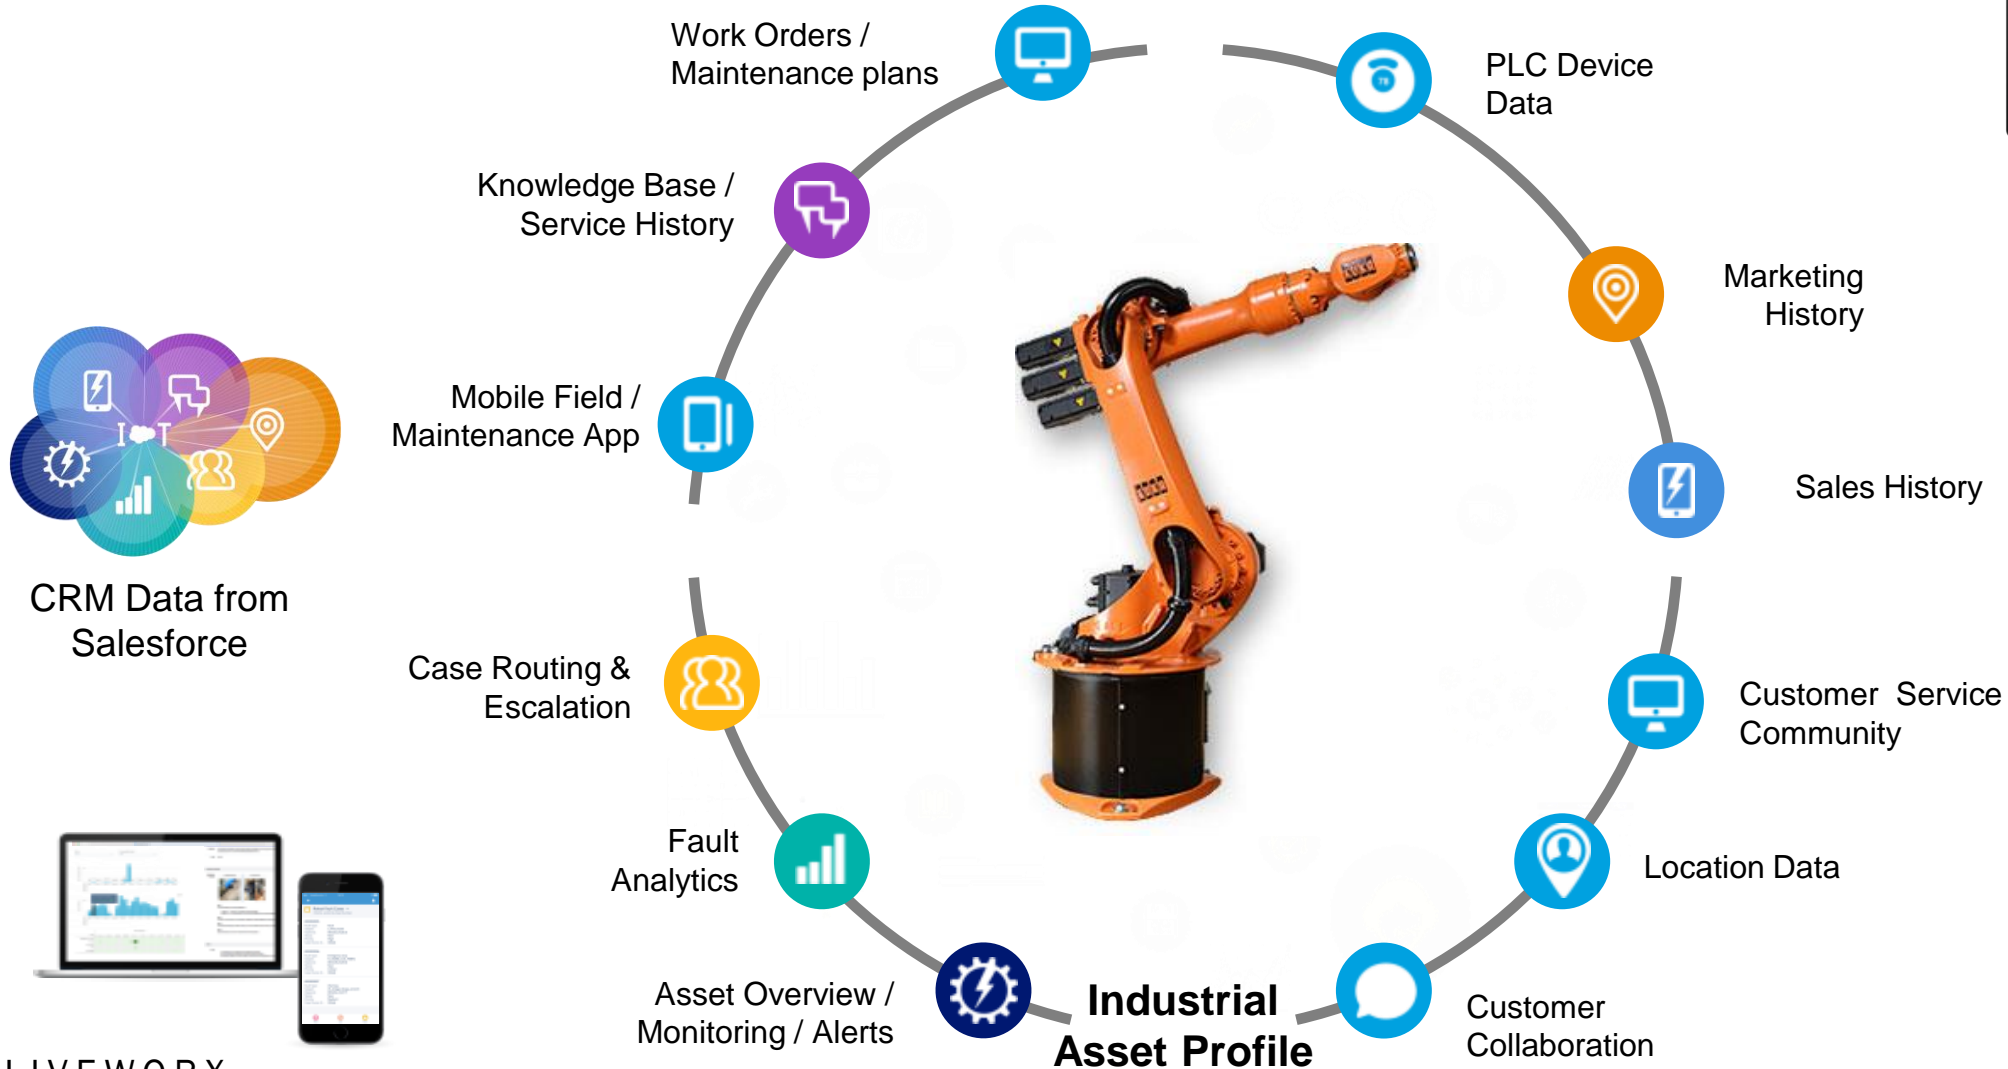 Work Orders /
Maintenance plans
PLC Device
Data
Knowledge Base /
Service History
Marketing
History
Mobile Field /
Maintenance App
Sales History
I T
CRM Data from
Salesforce
Case Routing &
Escalation
Customer Service
Community
Fault
Analytics
Location Data
Asset Overview /
Monitoring / Alerts
Industrial
Asset Profile
Customer
Collaboration
LIVEWORX